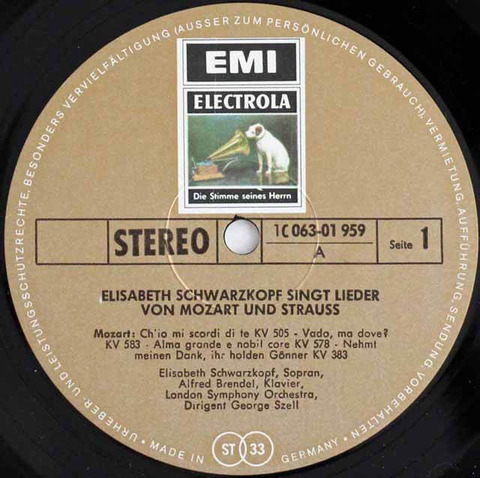 URHEBER- UND LEISTUNGSSCHUTZRECHTE, BESONDERS VERVIELFÄLTIGUNG (AUSSER ZUM PERSÖNLICHEN GEBRAUCH), VERMIETUNG, AUFFÜHRUNG, SENDUNG, VORBEHALTEN
EMI
ELECTROLA
Die Stimme seines Herrn
STEREO
1C 063-01 959
A
Seite 1
ELISABETH SCHWARZKOPF SINGT LIEDER
VON MOZART UND STRAUSS
Mozart: Ch'io mi scordi di te KV 505 - Vado, ma dove?
KV 583 - Alma grande e nobil core KV 578 - Nehmt
meinen Dank, ihr holden Gönner KV 383
Elisabeth Schwarzkopf, Sopran,
Alfred Brendel, Klavier,
London Symphony Orchestra,
Dirigent George Szell
• MADE IN ST 33 GERMANY •